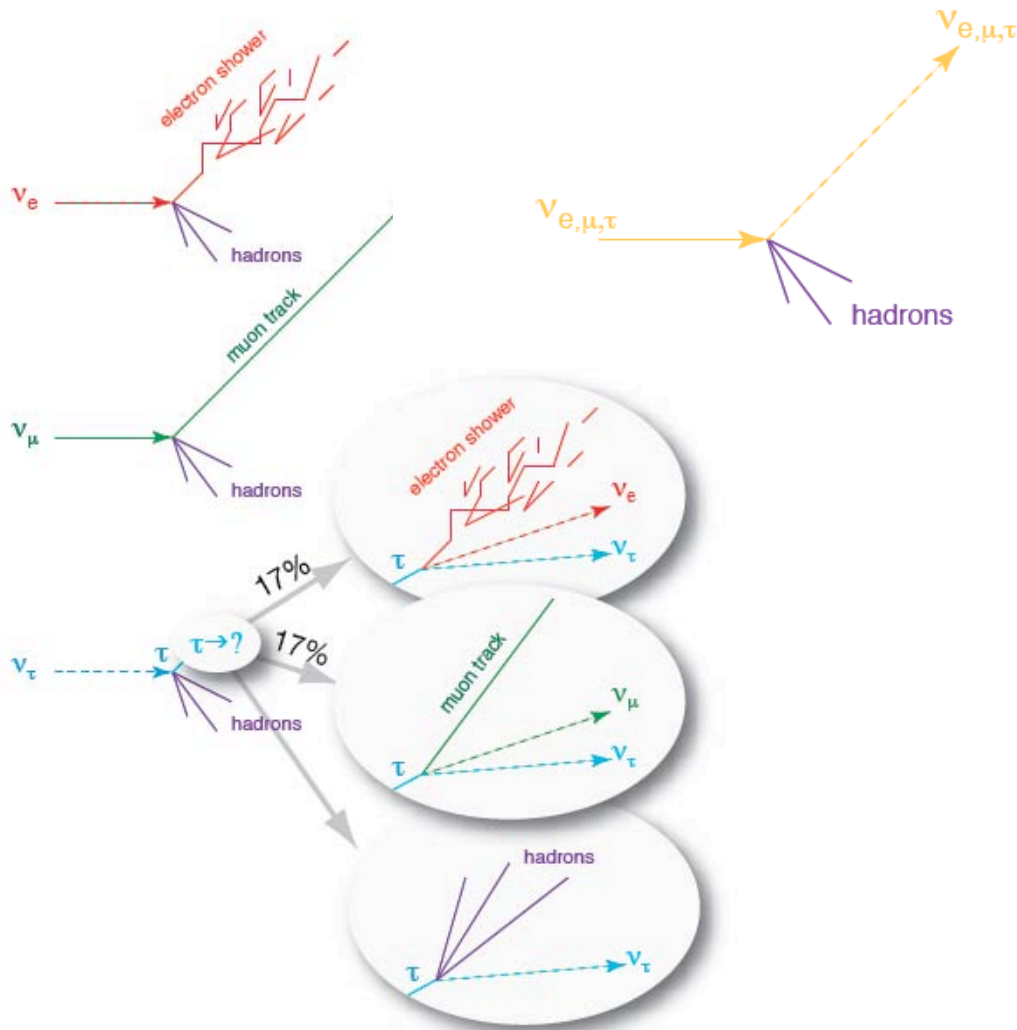 electron shower
νe
hadrons
νe,μ,τ
νe,μ,τ
hadrons
muon track
νμ
hadrons
electron shower
νe
τ
ντ
17%
τ→?
17%
ντ
τ
hadrons
muon track
νμ
τ
ντ
hadrons
τ
ντ